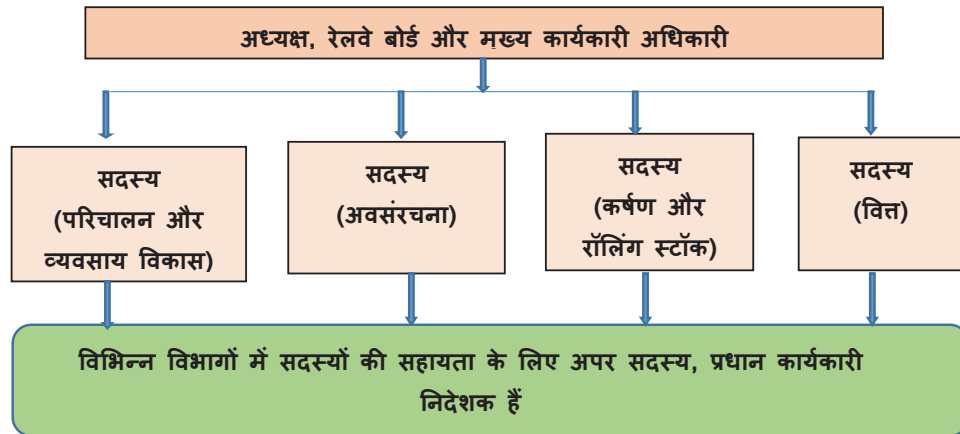 अध्यक्ष, रेलवे बोर्ड और मुख्य कार्यकारी अधिकारी
सदस्य
(परिचालन और
व्यवसाय विकास)
सदस्य
(अवसंरचना)
सदस्य
(कर्षण और
रॉलिंग स्टॉक)
सदस्य
(वित्त)
विभिन्न विभागों में सदस्यों की सहायता के लिए अपर सदस्य, प्रधान कार्यकारी
निदेशक हैं